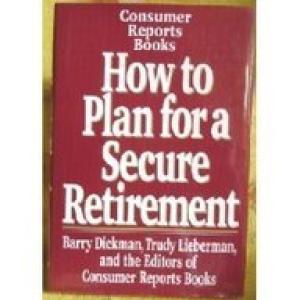 Consumer
Reports
Books
How to
Plan for a
Secure
Retirement
Barry Dickman, Trudy Lieberman,
and the Editors of
Consumer Reports Books